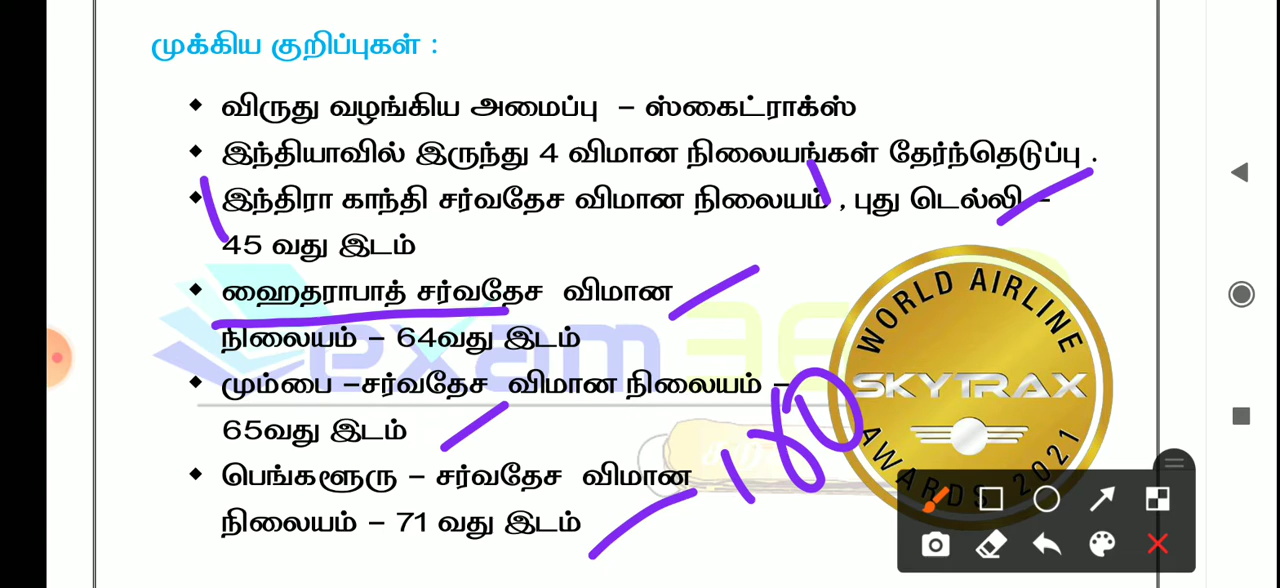 முக்கிய குறிப்புகள் :
விருது வழங்கிய அமைப்பு – ஸ்கைட்ராக்ஸ்
இந்தியாவில் இருந்து 4 விமான நிலையங்கள் தேர்ந்தெடுப்பு .
இந்திரா காந்தி சர்வதேச விமான நிலையம் , புது டெல்லி –
45 வது இடம்
ஹைதராபாத் சர்வதேச விமான
நிலையம் – 64வது இடம்
மும்பை –சர்வதேச விமான நிலையம் –
65வது இடம்
பெங்களூரு – சர்வதேச விமான
நிலையம் – 71 வது இடம்
WORLD AIRLINE
SKYTRAX
AWARDS 2021